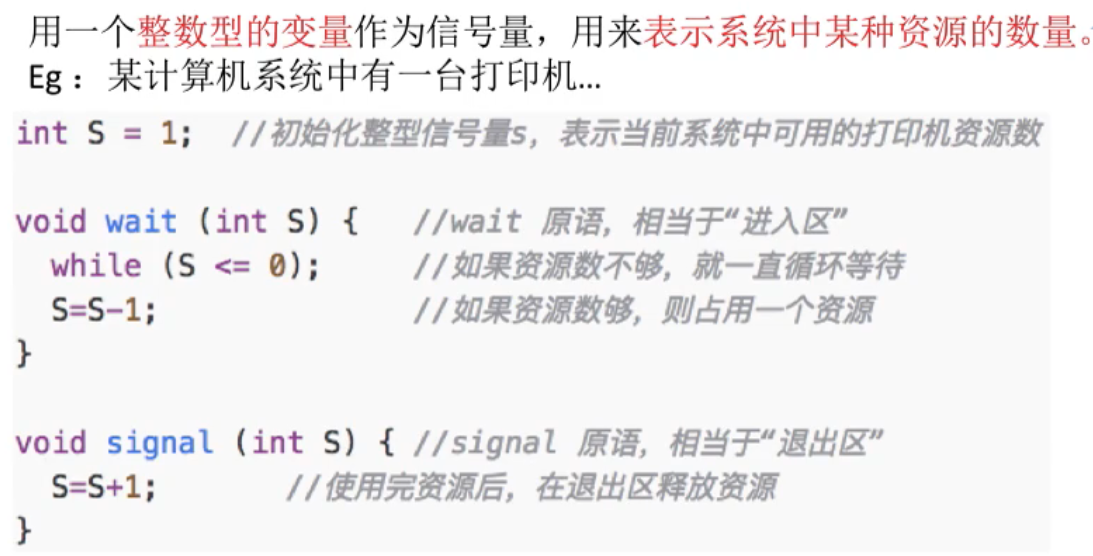 用一个整数型的变量作为信号量，用来表示系统中某种资源的数量。
Eg：某计算机系统中有一台打印机...
int S = 1;  //初始化整型信号量s，表示当前系统中可用的打印机资源数
void wait (int S) {   //wait 原语，相当于“进入区”
  while (S <= 0);     //如果资源数不够，就一直循环等待
  S=S-1;              //如果资源数够，则占用一个资源
}
void signal (int S) { //signal 原语，相当于“退出区”
  S=S+1;       //使用完资源后，在退出区释放资源
}